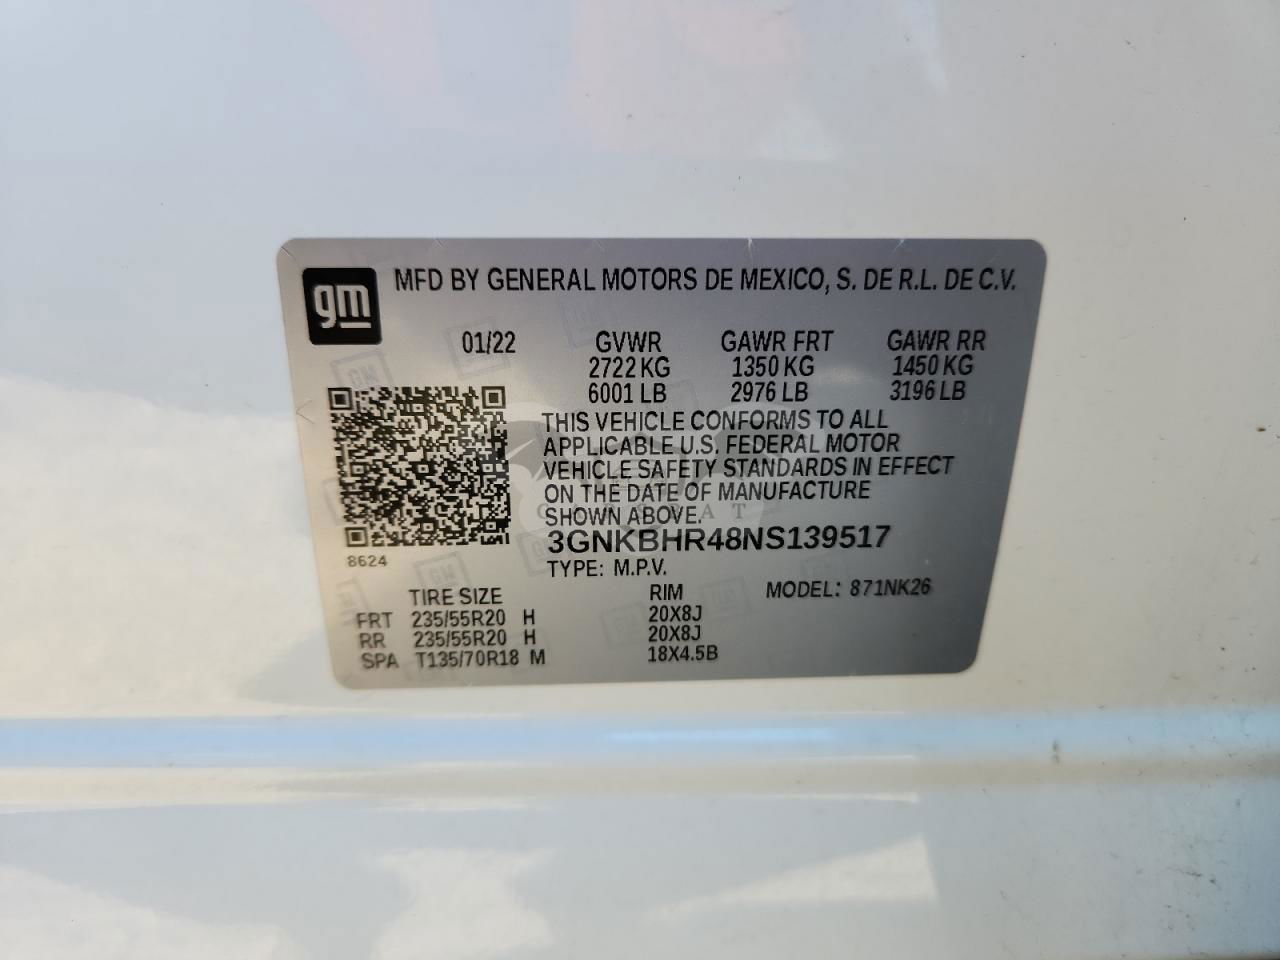 gm
MFD BY GENERAL MOTORS DE MEXICO, S. DE R.L. DE C.V.
01/22 GVWR GAWR FRT GAWR RR
2722 KG 1350 KG 1450 KG
6001 LB 2976 LB 3196 LB
THIS VEHICLE CONFORMS TO ALL
APPLICABLE U.S. FEDERAL MOTOR
VEHICLE SAFETY STANDARDS IN EFFECT
ON THE DATE OF MANUFACTURE
SHOWN ABOVE.
3GNKBHR48NS139517
8624
TYPE: M.P.V.
TIRE SIZE RIM MODEL: 871NK26
FRT 235/55R20 H 20X8J
RR 235/55R20 H 20X8J
SPA T135/70R18 M 18X4.5B